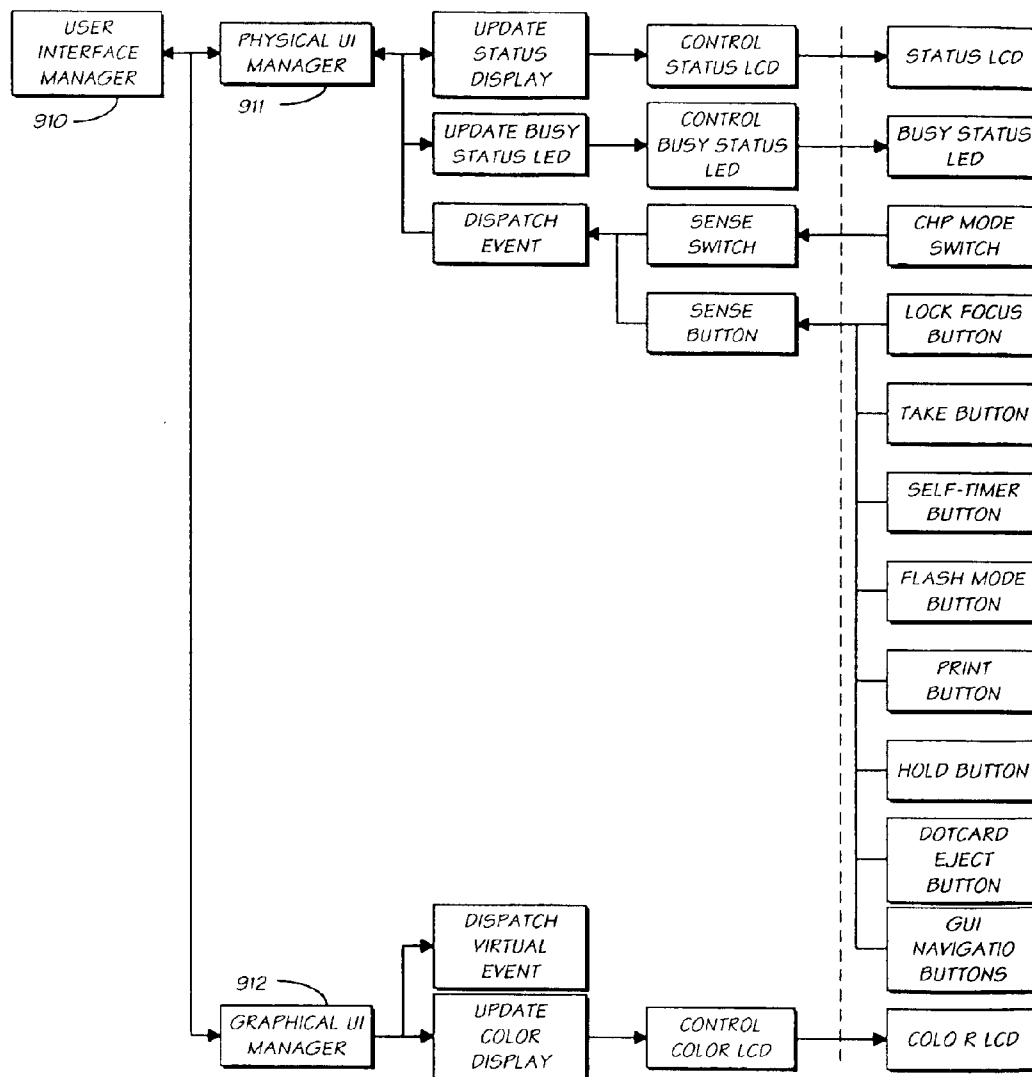 USER
INTERFACE
MANAGER
910
PHYSICAL UI
MANAGER
911
UPDATE
STATUS
DISPLAY
CONTROL
STATUS LCD
STATUS LCD
UPDATE BUSY
STATUS LED
CONTROL
BUSY STATUS
LED
BUSY STATUS
LED
DISPATCH
EVENT
SENSE
SWITCH
CHP MODE
SWITCH
SENSE
BUTTON
LOCK FOCUS
BUTTON
TAKE BUTTON
SELF-TIMER
BUTTON
FLASH MODE
BUTTON
PRINT
BUTTON
HOLD BUTTON
DOTCARD
EJECT
BUTTON
GUI
NAVIGATIO
BUTTONS
DISPATCH
VIRTUAL
EVENT
912
GRAPHICAL UI
MANAGER
UPDATE
COLOR
DISPLAY
CONTROL
COLOR LCD
COLO R LCD